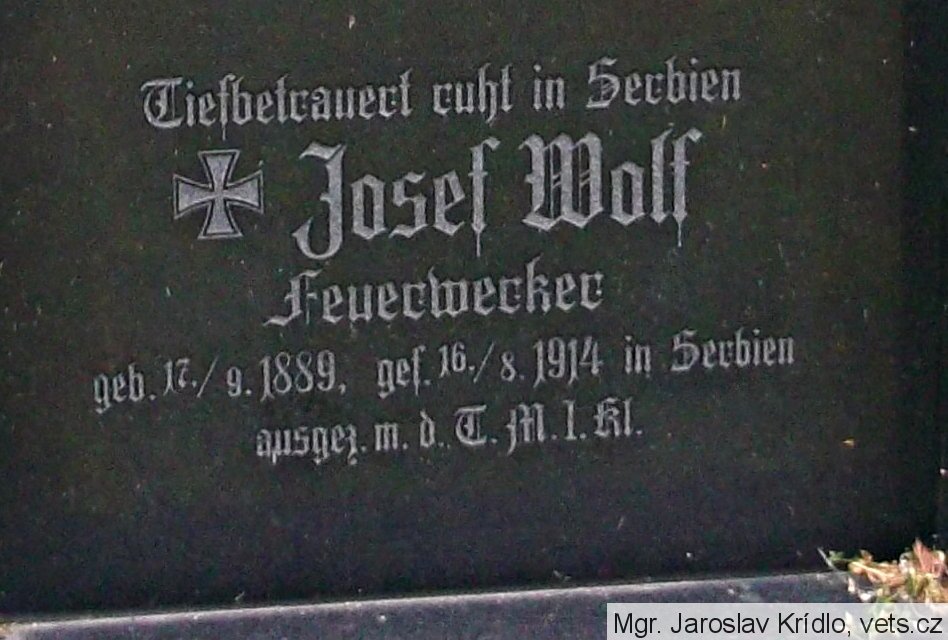 Tiefbetrauert ruht in Serbien
Josef Wolf
Feuerwerker
geb. 17./9. 1889, gef. 16./8. 1914 in Serbien
ausgez. m. d. T. M. I. Kl.
Mgr. Jaroslav Krídlo, vets.cz